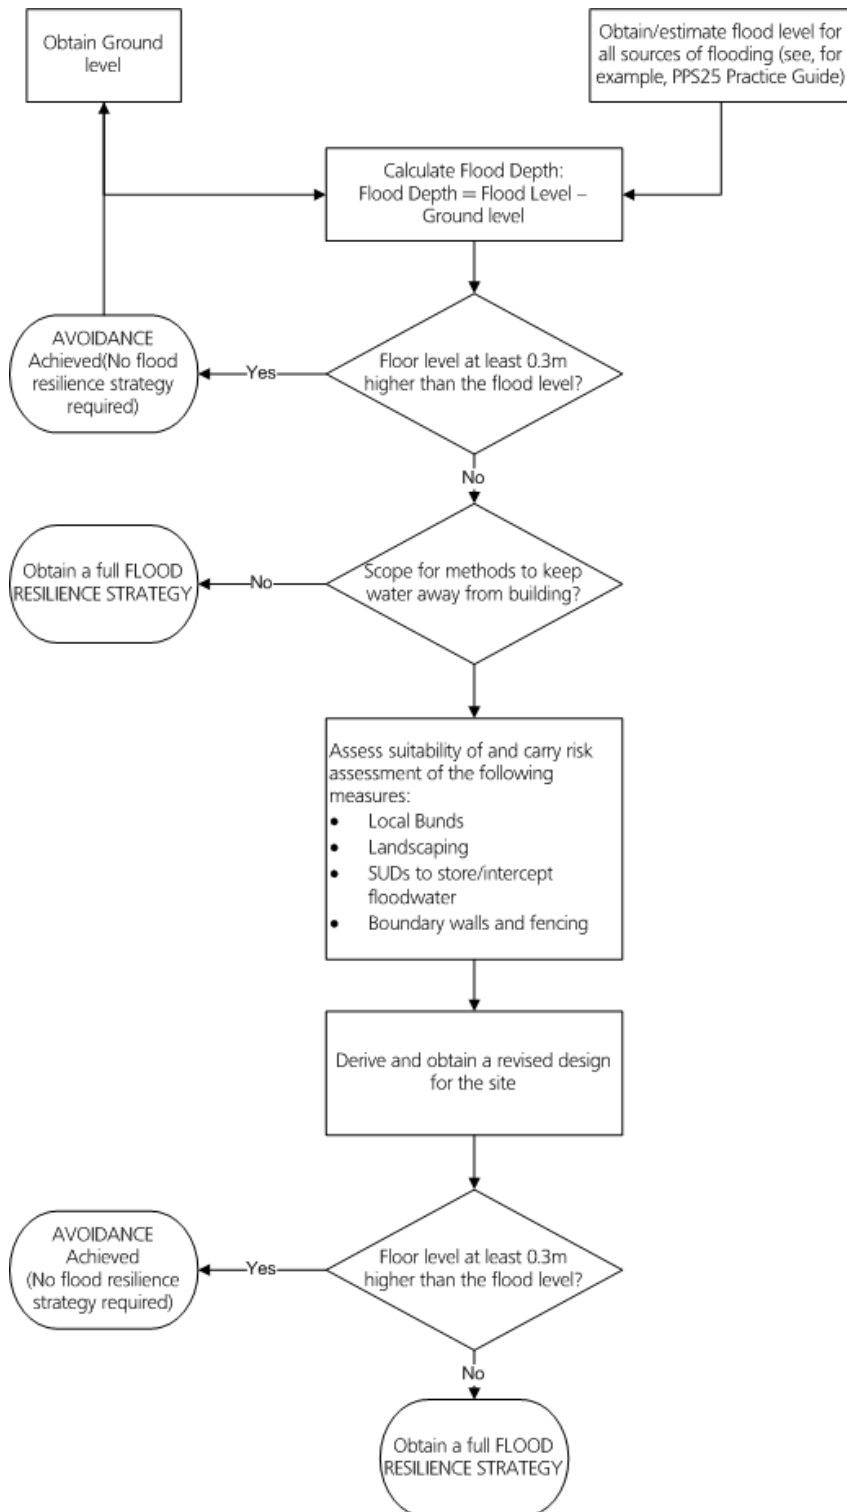 Obtain Ground
level
Obtain/estimate flood level for
all sources of flooding (see, for
example, PPS25 Practice Guide)
Calculate Flood Depth:
Flood Depth = Flood Level –
Ground level
AVOIDANCE
Achieved(No flood
resilience strategy
required)
Yes
Floor level at least 0.3m
higher than the flood level?
No
Obtain a full FLOOD
RESILIENCE STRATEGY
No
Scope for methods to keep
water away from building?
Assess suitability of and carry risk
assessment of the following
measures:
● Local Bunds
● Landscaping
● SUDs to store/intercept
floodwater
● Boundary walls and fencing
Derive and obtain a revised design
for the site
AVOIDANCE
Achieved
(No flood resilience
strategy required)
Yes
Floor level at least 0.3m
higher than the flood level?
No
Obtain a full FLOOD
RESILIENCE STRATEGY